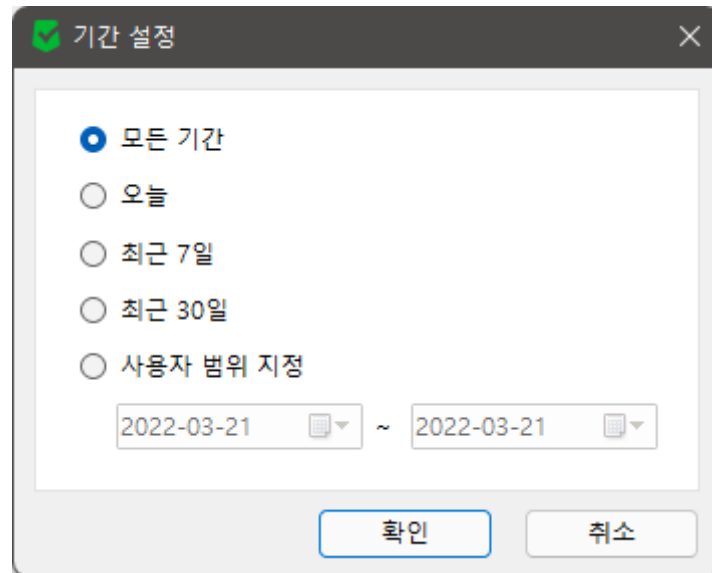 기간 설정
모든 기간
오늘
최근 7일
최근 30일
사용자 범위 지정
2022-03-21 ~ 2022-03-21
확인 취소